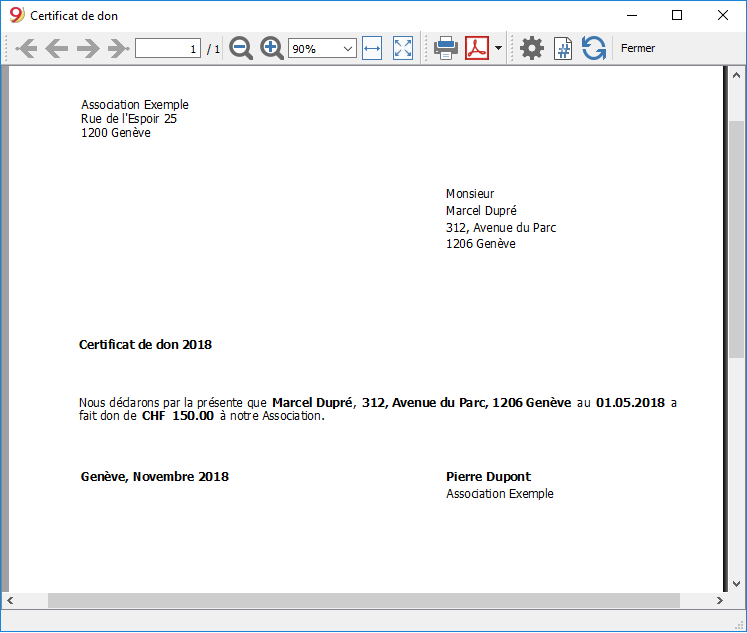 Certificat de don
1 / 1 90% Fermer
Association Exemple
Rue de l'Espoir 25
1200 Genève
Monsieur
Marcel Dupré
312, Avenue du Parc
1206 Genève
Certificat de don 2018
Nous déclarons par la présente que Marcel Dupré, 312, Avenue du Parc, 1206 Genève au 01.05.2018 a
fait don de CHF 150.00 à notre Association.
Genève, Novembre 2018
Pierre Dupont
Association Exemple